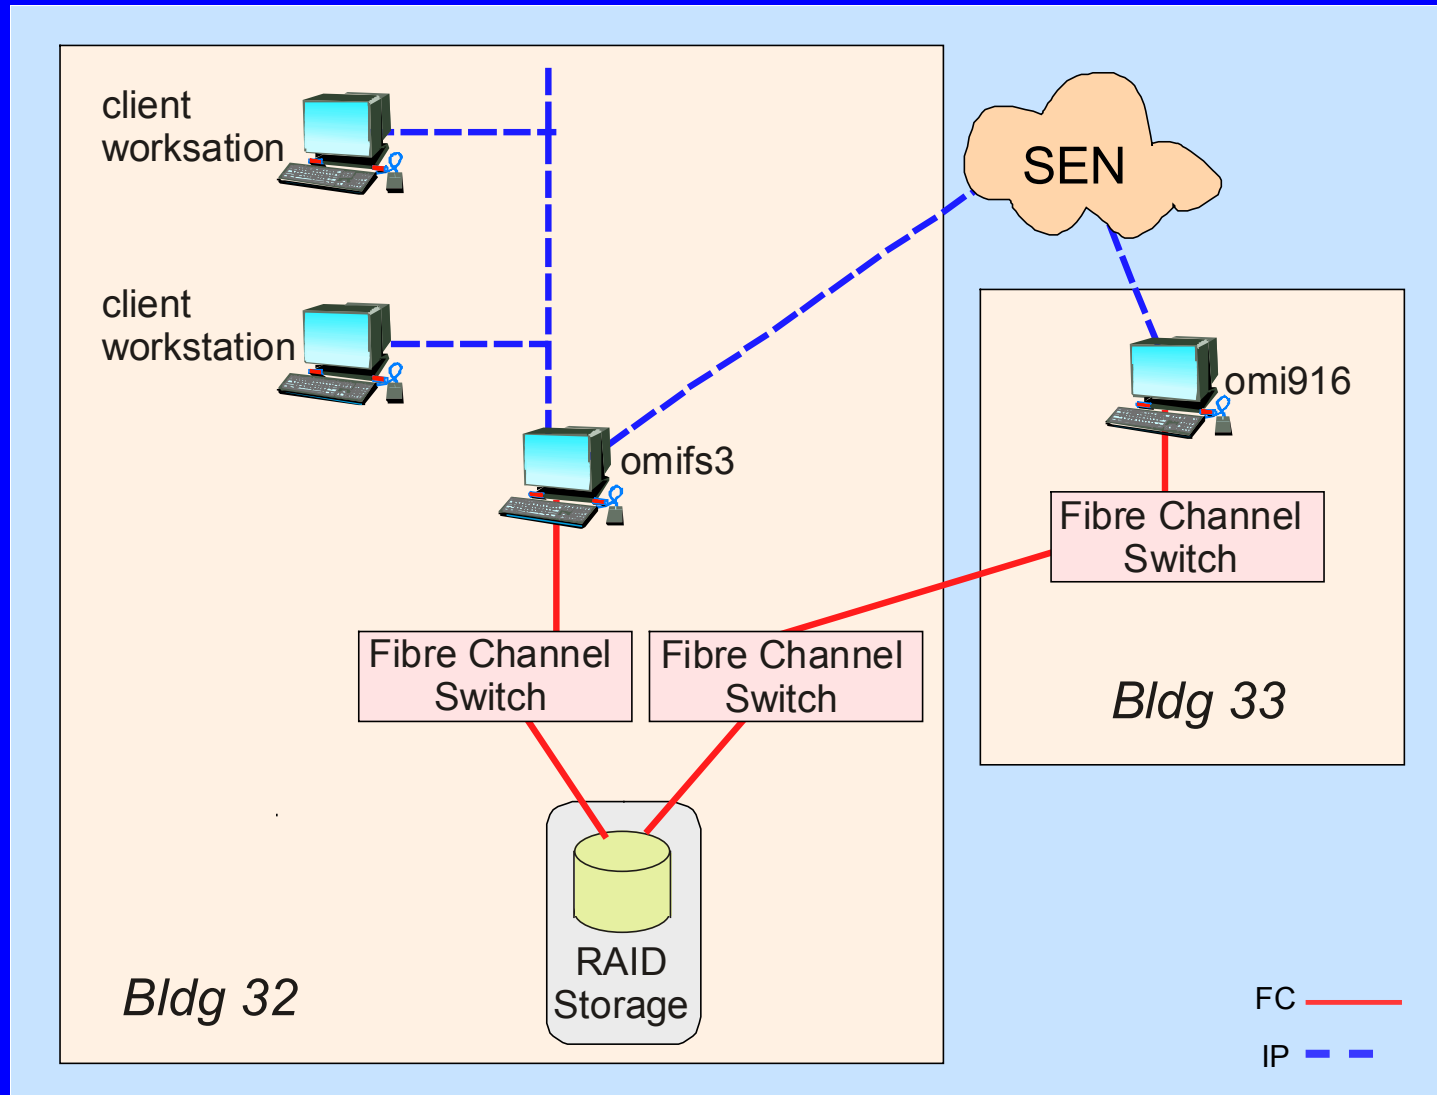 client
worksation
SEN
client
workstation
omi916
omifs3
Fibre Channel
Switch
Fibre Channel
Switch
Fibre Channel
Switch
Bldg 33
RAID
Storage
Bldg 32
FC
IP